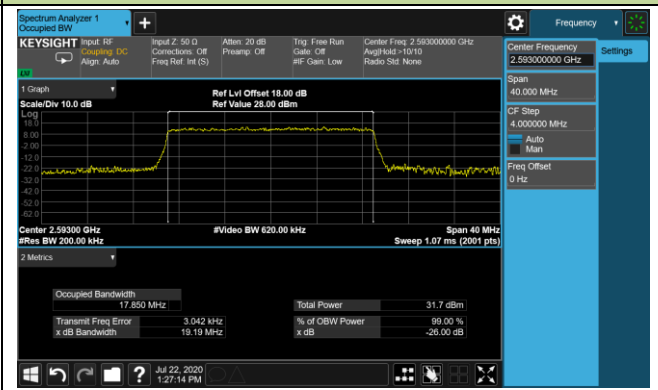 Spectrum Analyzer 1
Occupied BW
Frequency
KEYSIGHT
Input: RF
Coupling: DC
Align: Auto
Input Z: 50 Ω
Corrections: Off
Freq Ref: Int (S)
Atten: 20 dB
Preamp: Off
Trig: Free Run
Gate: Off
#IF Gain: Low
Center Freq: 2.593000000 GHz
Avg|Hold:>10/10
Radio Std: None
Center Frequency
2.593000000 GHz
Settings
Span
40.000 MHz
CF Step
4.000000 MHz
Auto
Man
Freq Offset
0 Hz
1 Graph
Scale/Div 10.0 dB
Ref Lvl Offset 18.00 dB
Ref Value 28.00 dBm
Log
18.0
8.00
-2.00
-12.0
-22.0
-32.0
-42.0
-52.0
-62.0
Center 2.59300 GHz
#Video BW 620.00 kHz
Span 40 MHz
#Res BW 200.00 kHz
Sweep 1.07 ms (2001 pts)
2 Metrics
Occupied Bandwidth
17.850 MHz
Total Power 31.7 dBm
Transmit Freq Error 3.042 kHz
% of OBW Power 99.00 %
x dB Bandwidth 19.19 MHz
x dB -26.00 dB
?
Jul 22, 2020
1:27:14 PM